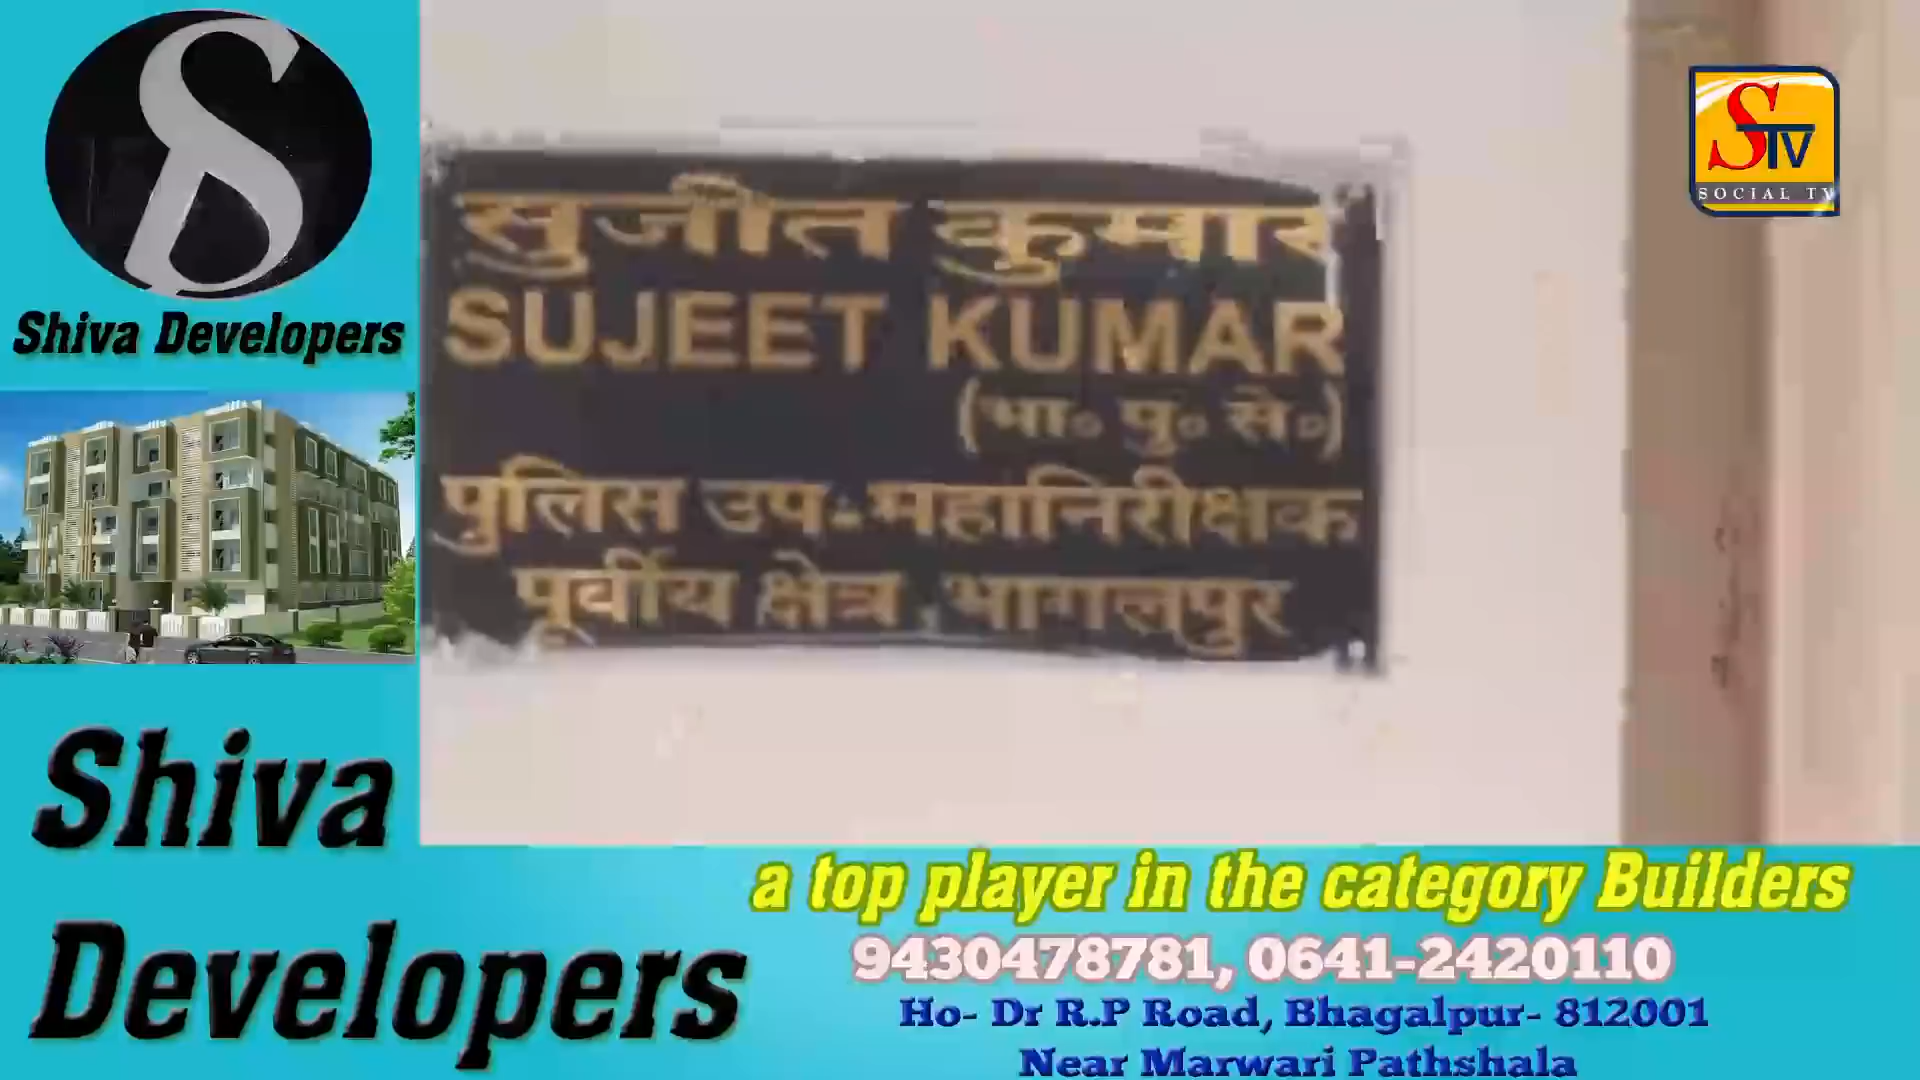 Shiva Developers
सुजीत कुमार
SUJEET KUMAR
(भा० पु० से०)
पुलिस उप-महानिरीक्षक
पूर्वीय क्षेत्र, भागलपुर
STV
SOCIAL TV
Shiva
Developers
a top player in the category Builders
9430478781, 0641-2420110
Ho- Dr R.P Road, Bhagalpur- 812001
Near Marwari Pathshala